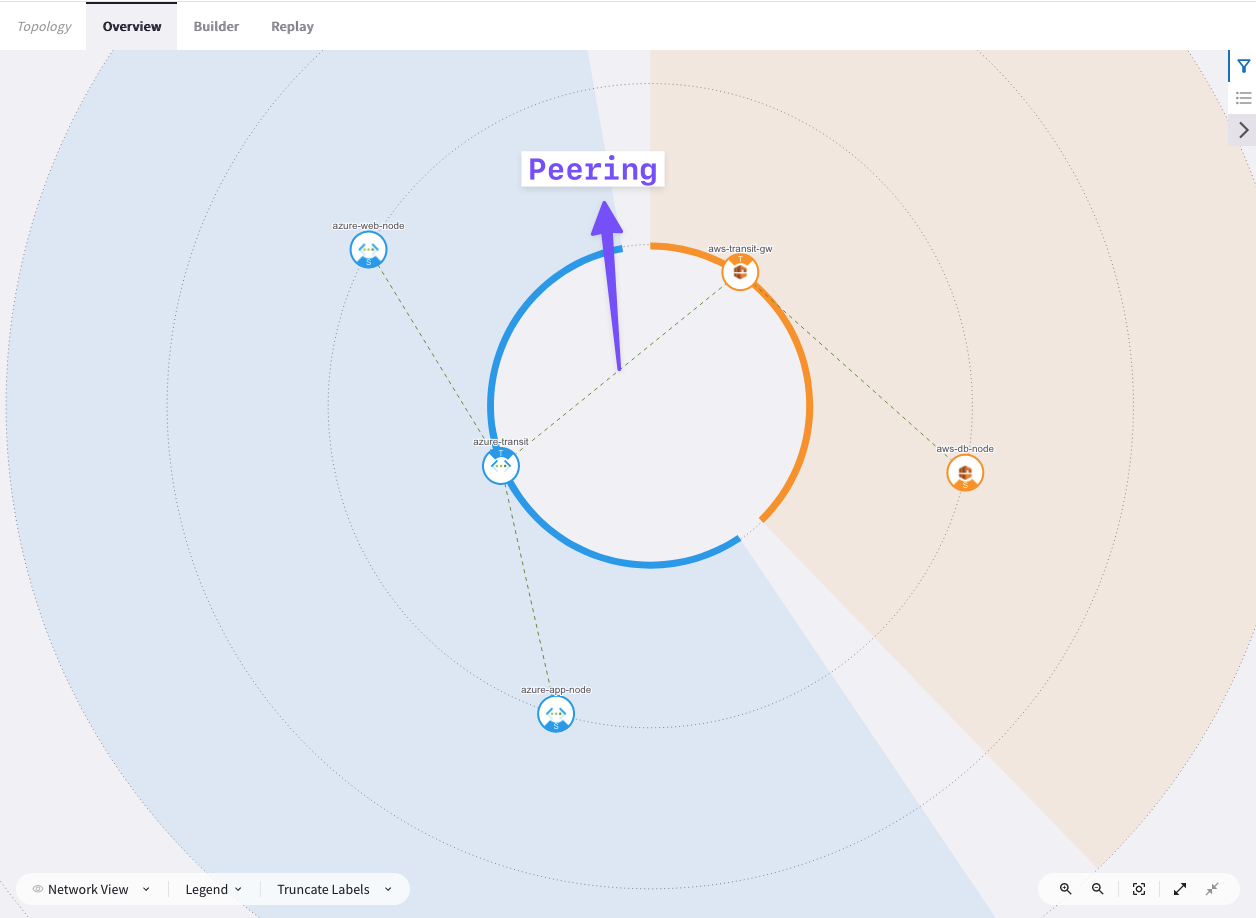 Topology Overview Builder Replay
Peering
azure-web-node
S
aws-transit-gw
T
azure-transit
T
aws-db-node
S
azure-app-node
S
Network View Legend Truncate Labels